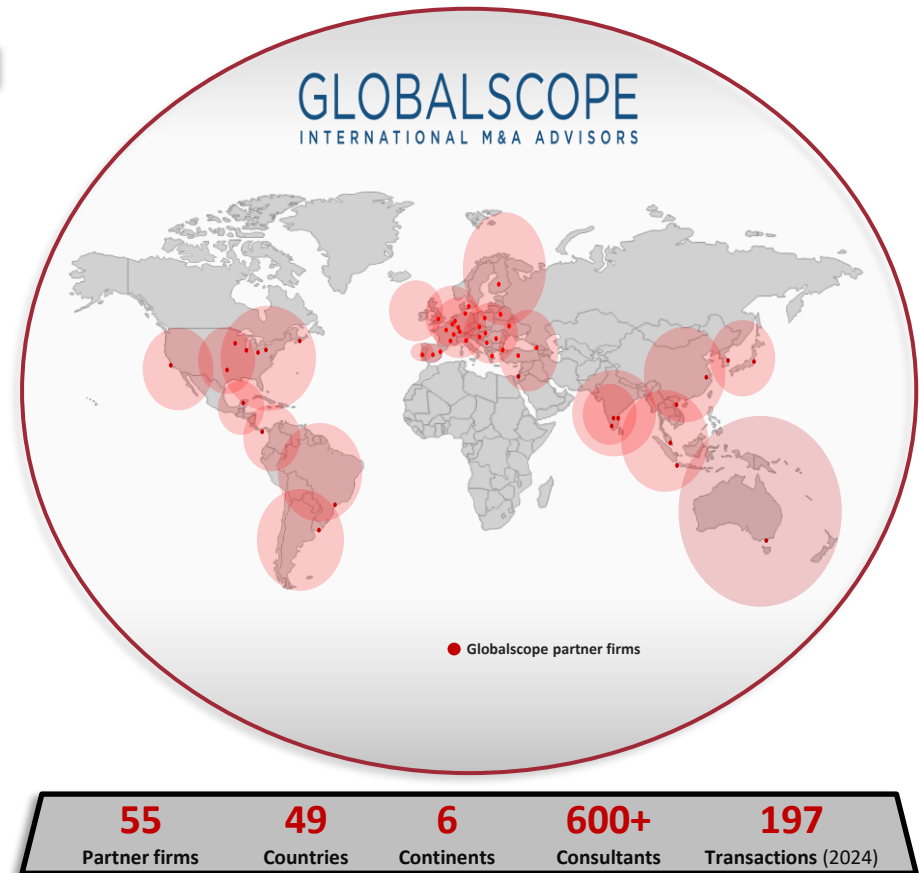 GLOBALSCOPE
INTERNATIONAL M&A ADVISORS
Globalscope partner firms
55 49 6 600+ 197
Partner firms Countries Continents Consultants Transactions (2024)